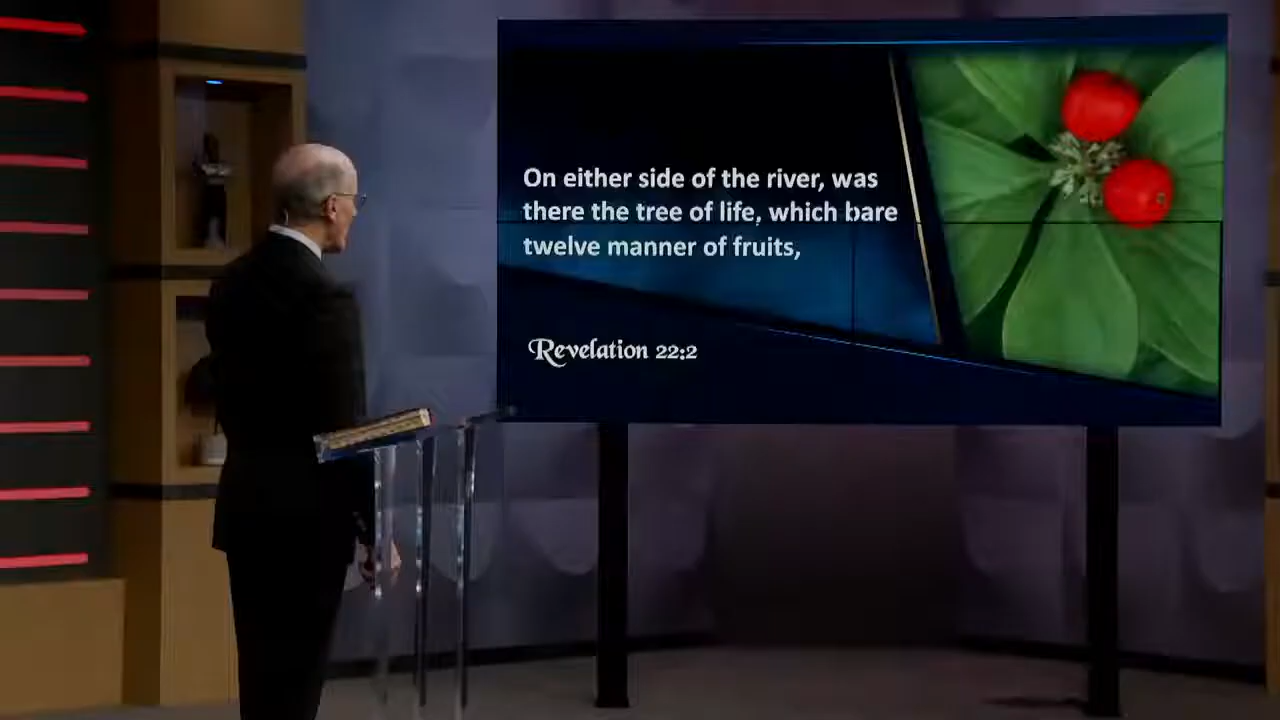 On either side of the river, was
there the tree of life, which bare
twelve manner of fruits,
Revelation 22:2